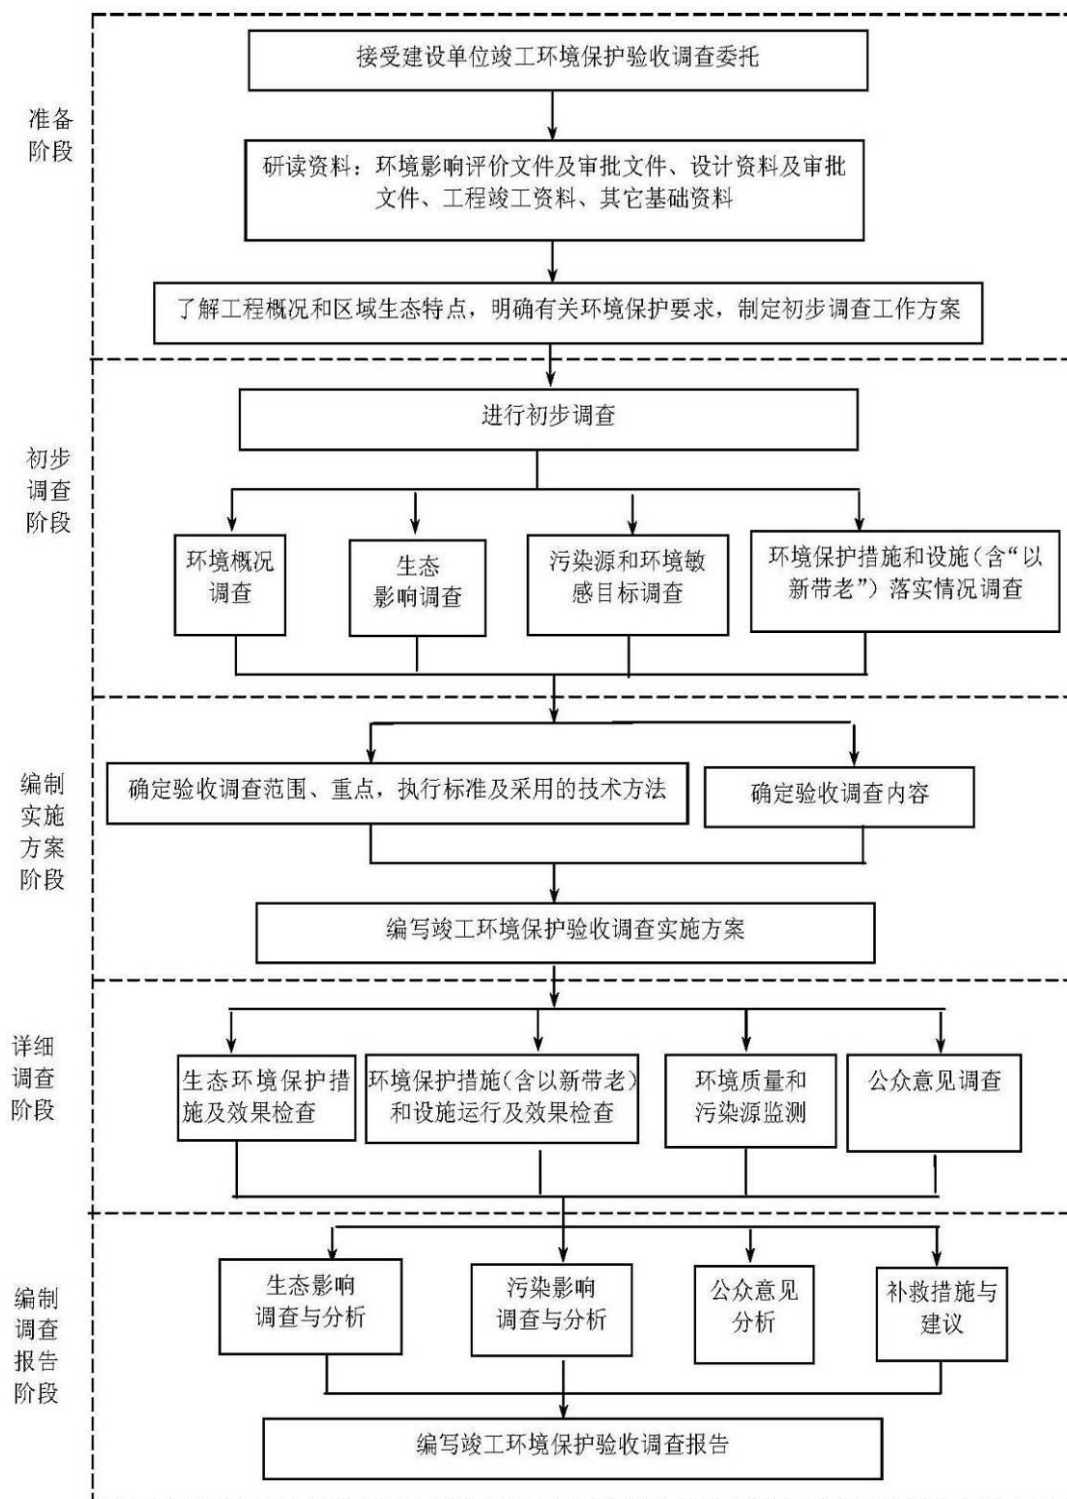 准备
阶段
接受建设单位竣工环境保护验收调查委托
研读资料：环境影响评价文件及审批文件、设计资料及审批
文件、工程竣工资料、其它基础资料
了解工程概况和区域生态特点，明确有关环境保护要求，制定初步调查工作方案
初步
调查
阶段
进行初步调查
环境概况
调查
生态
影响调查
污染源和环境敏
感目标调查
环境保护措施和设施（含“以
新带老”）落实情况调查
编制
实施
方案
阶段
确定验收调查范围、重点，执行标准及采用的技术方法
确定验收调查内容
编写竣工环境保护验收调查实施方案
详细
调查
阶段
生态环境保护措
施及效果检查
环境保护措施（含以新带老）
和设施运行及效果检查
环境质量和
污染源监测
公众意见调查
编制
调查
报告
阶段
生态影响
调查与分析
污染影响
调查与分析
公众意见
分析
补救措施与
建议
编写竣工环境保护验收调查报告